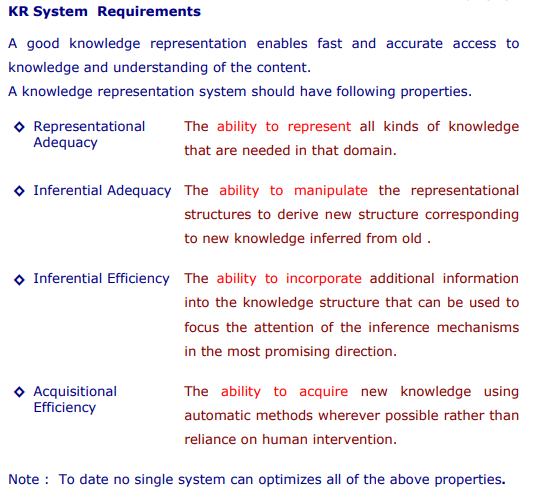 KR System Requirements
A good knowledge representation enables fast and accurate access to
knowledge and understanding of the content.
A knowledge representation system should have following properties.
◆ Representational Adequacy The ability to represent all kinds of knowledge
that are needed in that domain.
◆ Inferential Adequacy The ability to manipulate the representational
structures to derive new structure corresponding
to new knowledge inferred from old .
◆ Inferential Efficiency The ability to incorporate additional information
into the knowledge structure that can be used to
focus the attention of the inference mechanisms
in the most promising direction.
◆ Acquisitional Efficiency The ability to acquire new knowledge using
automatic methods wherever possible rather than
reliance on human intervention.
Note : To date no single system can optimizes all of the above properties.